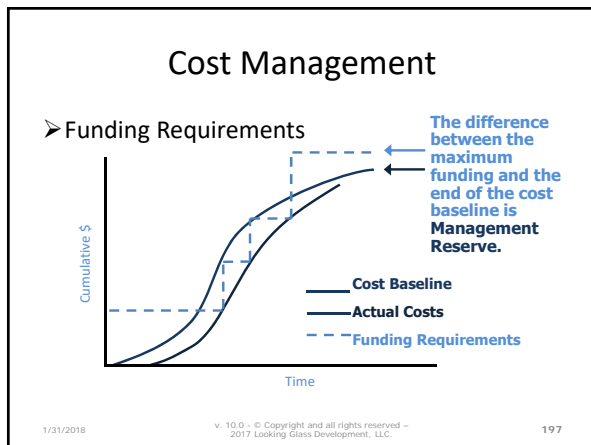 Cost Management
➢Funding Requirements
The difference
between the
maximum
funding and the
end of the cost
baseline is
Management
Reserve.
Cumulative $
Cost Baseline
Actual Costs
Funding Requirements
Time
1/31/2018
v. 10.0 - © Copyright and all rights reserved –
2017 Looking Glass Development, LLC.
197